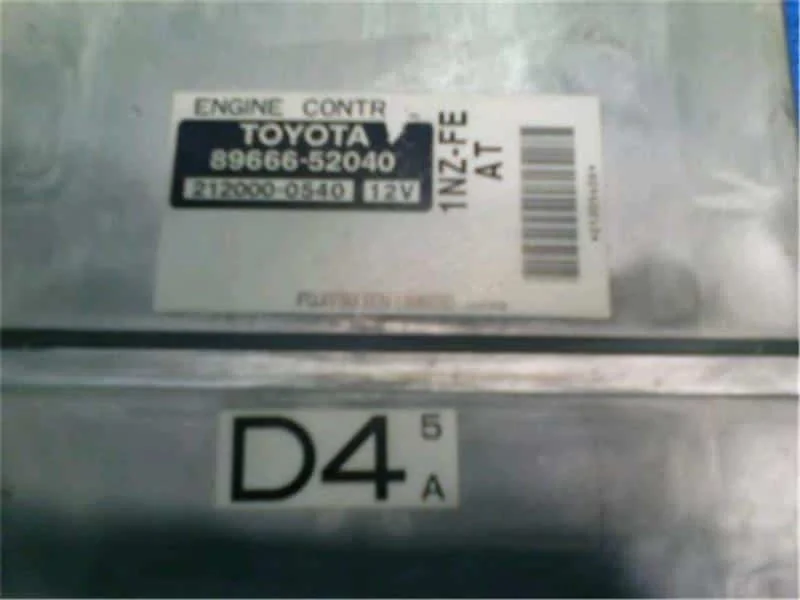 ENGINE CONTR
TOYOTA
89666-52040
212000-0540 12V
1NZ-FE
AT
D4
5
A